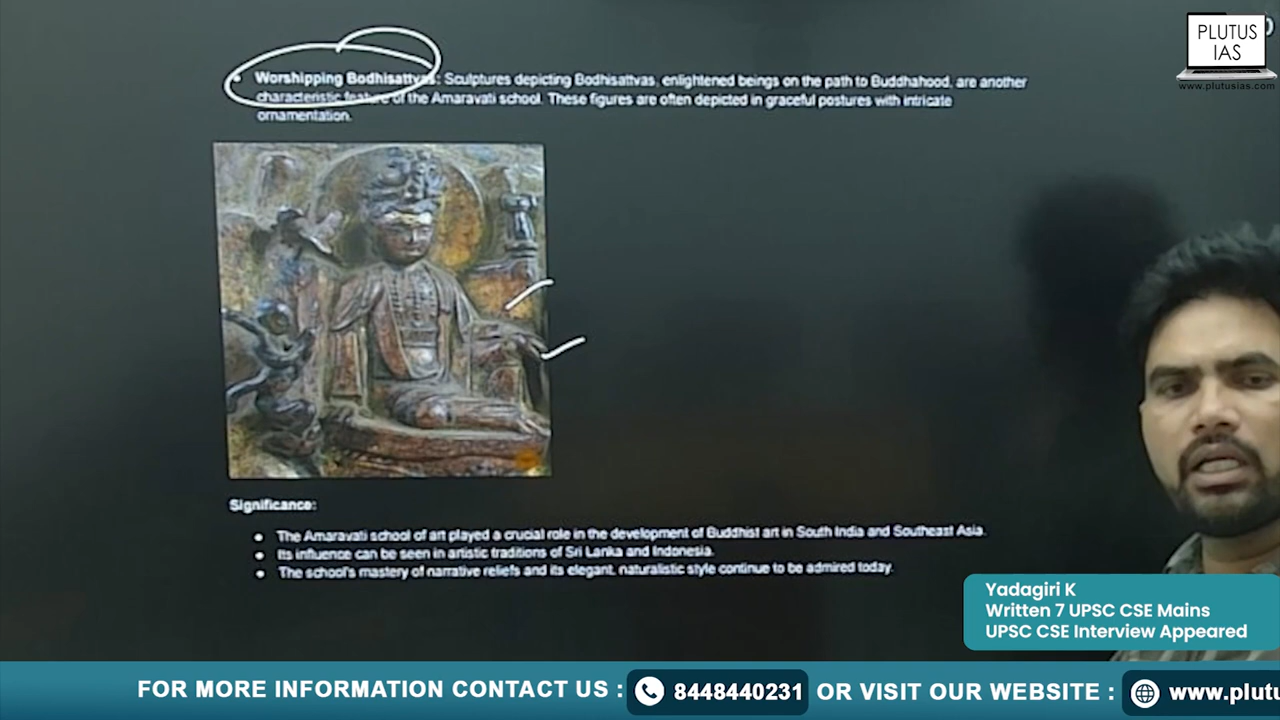 PLUTUS
IAS
www.plutusias.com
• Worshipping Bodhisattvas: Sculptures depicting Bodhisattvas, enlightened beings on the path to Buddhahood, are another
characteristic feature of the Amaravati school. These figures are often depicted in graceful postures with intricate
ornamentation.
Significance:
• The Amaravati school of art played a crucial role in the development of Buddhist art in South India and Southeast Asia.
• Its influence can be seen in artistic traditions of Sri Lanka and Indonesia.
• The school's mastery of narrative reliefs and its elegant, naturalistic style continue to be admired today.
Yadagiri K
Written 7 UPSC CSE Mains
UPSC CSE Interview Appeared
FOR MORE INFORMATION CONTACT US : 8448440231 OR VISIT OUR WEBSITE : www.plutu